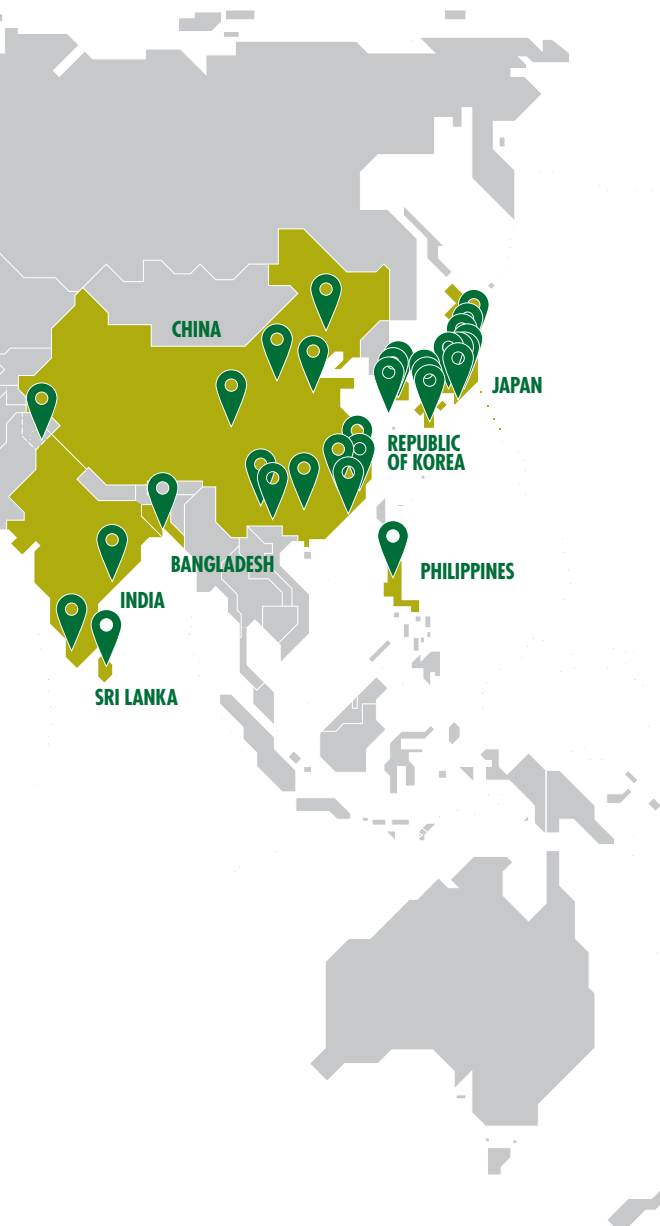 CHINA
JAPAN
REPUBLIC
OF KOREA
BANGLADESH
PHILIPPINES
INDIA
SRI LANKA